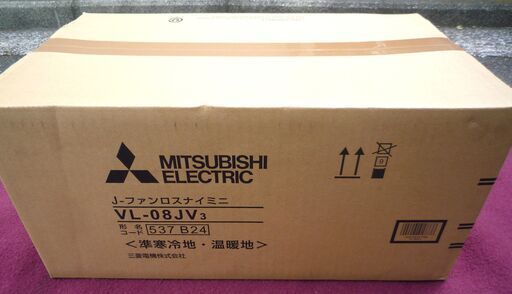 MITSUBISHI
ELECTRIC
J-ファンロスナイミニ
VL-08JV3
形名コード 537 B24
＜準寒冷地・温暖地＞
三菱電機株式会社
9